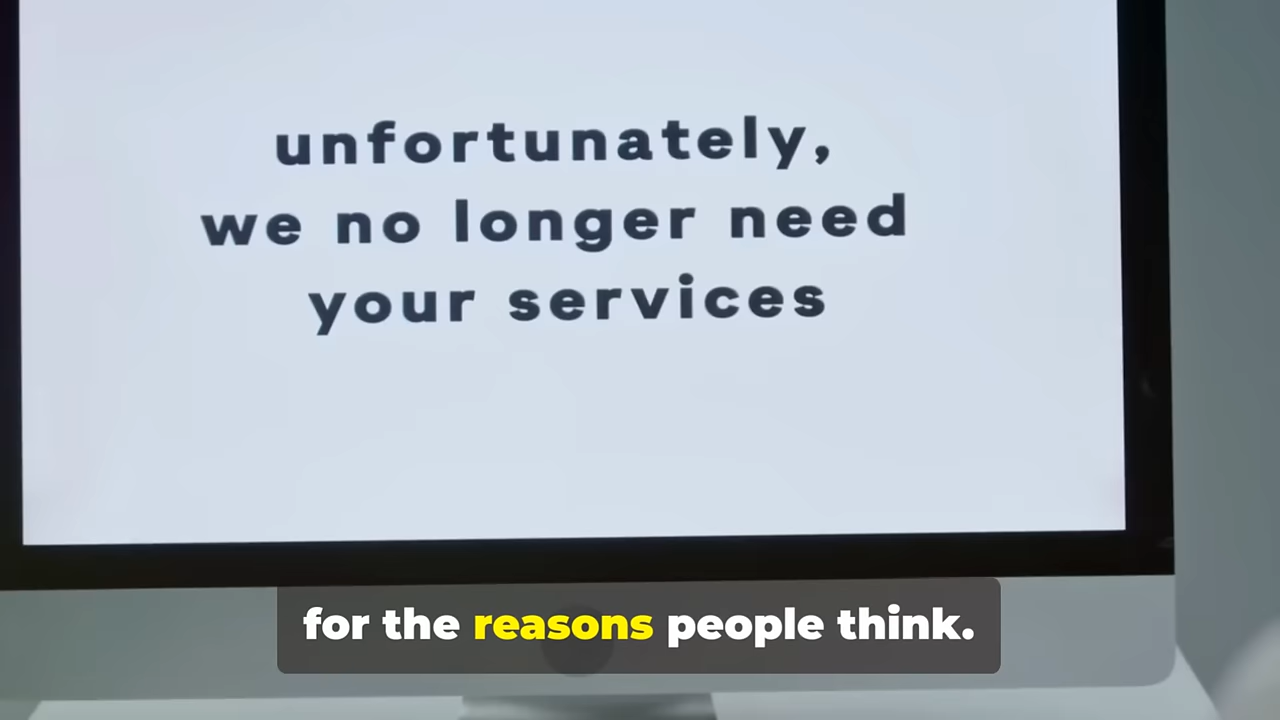 unfortunately,
we no longer need
your services
for the reasons people think.